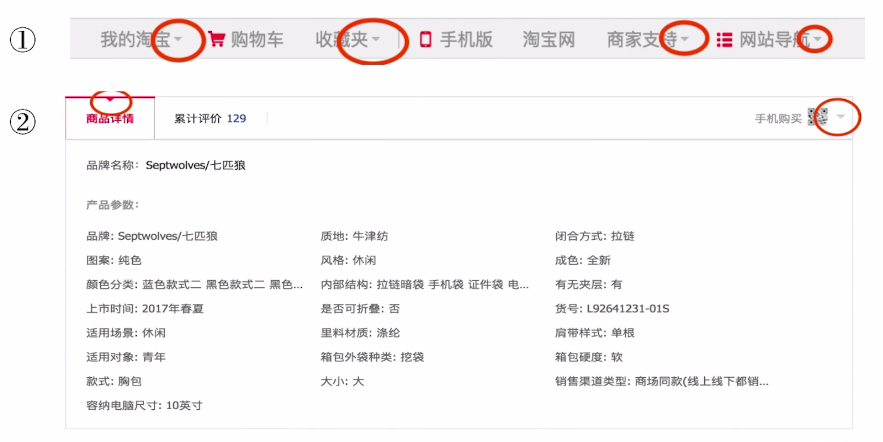 ①
我的淘宝 购物车 收藏夹 手机版 淘宝网 商家支持 网站导航
②
商品详情 累计评价 129 手机购买
品牌名称: Septwolves/七匹狼
产品参数:
品牌: Septwolves/七匹狼 质地: 牛津纺 闭合方式: 拉链
图案: 纯色 风格: 休闲 成色: 全新
颜色分类: 蓝色款式二 黑色款式二 黑色... 内部结构: 拉链暗袋 手机袋 证件袋 电... 有无夹层: 有
上市时间: 2017年春夏 是否可折叠: 否 货号: L92641231-01S
适用场景: 休闲 里料材质: 涤纶 肩带样式: 单根
适用对象: 青年 箱包外袋种类: 挖袋 箱包硬度: 软
款式: 胸包 大小: 大 销售渠道类型: 商场同款(线上线下都销...
容纳电脑尺寸: 10英寸